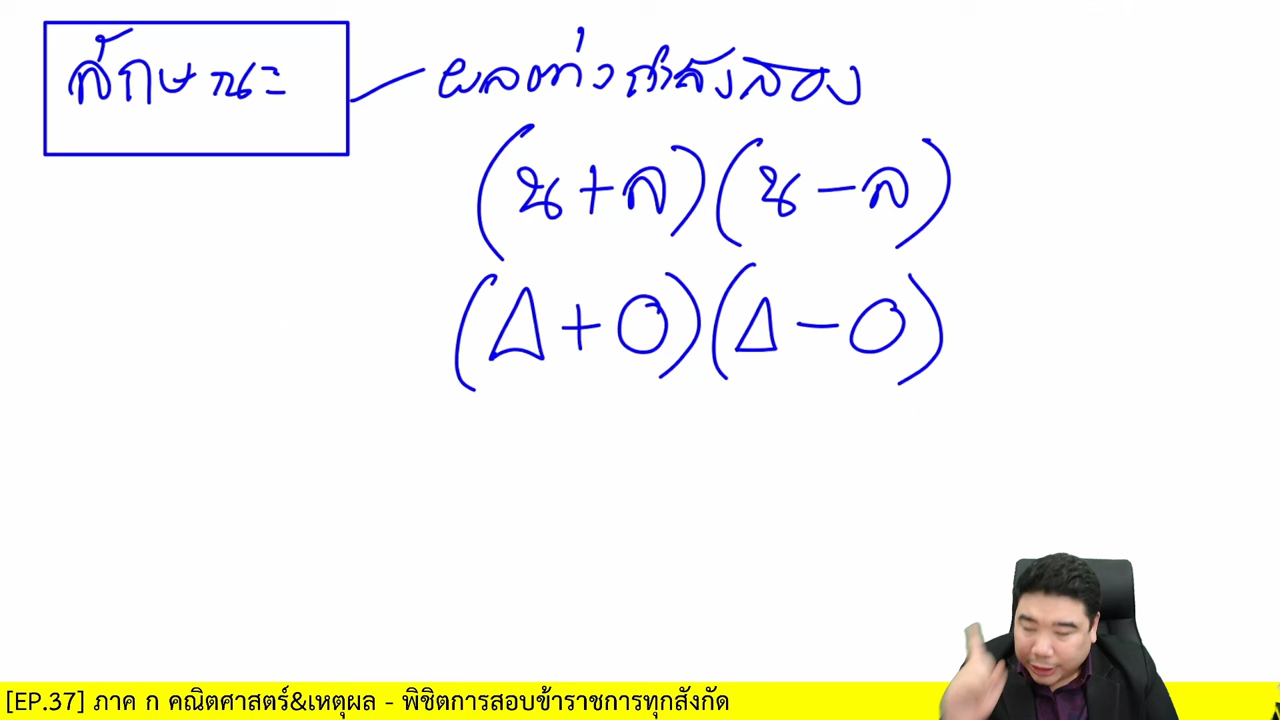 ลักษณะ
ผลต่างกำลังสอง
(น+ล)(น-ล)
(Δ+O)(Δ-O)
[EP.37] ภาค ก คณิตศาสตร์&เหตุผล - พิชิตการสอบข้าราชการทุกสังกัด